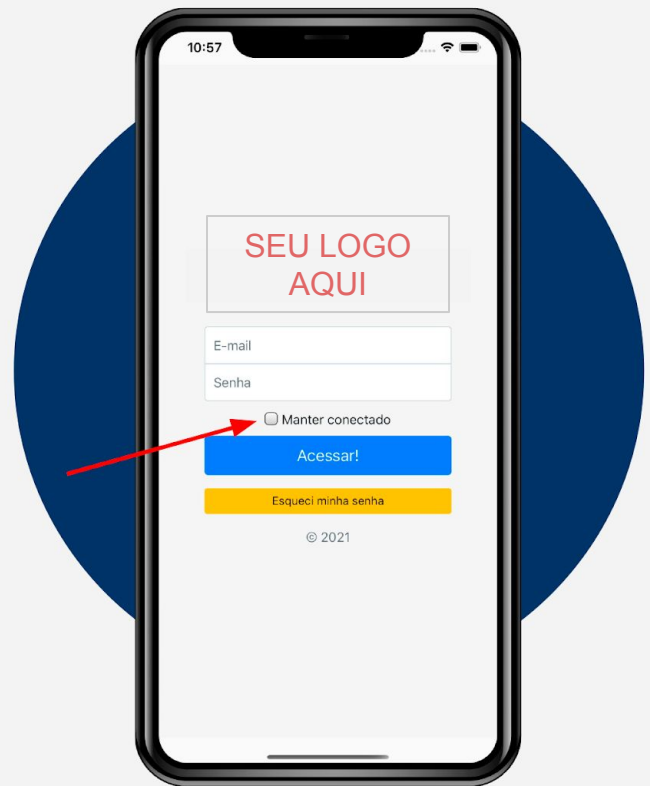 10:57
SEU LOGO
AQUI
E-mail
Senha
Manter conectado
Acessar!
Esqueci minha senha
© 2021